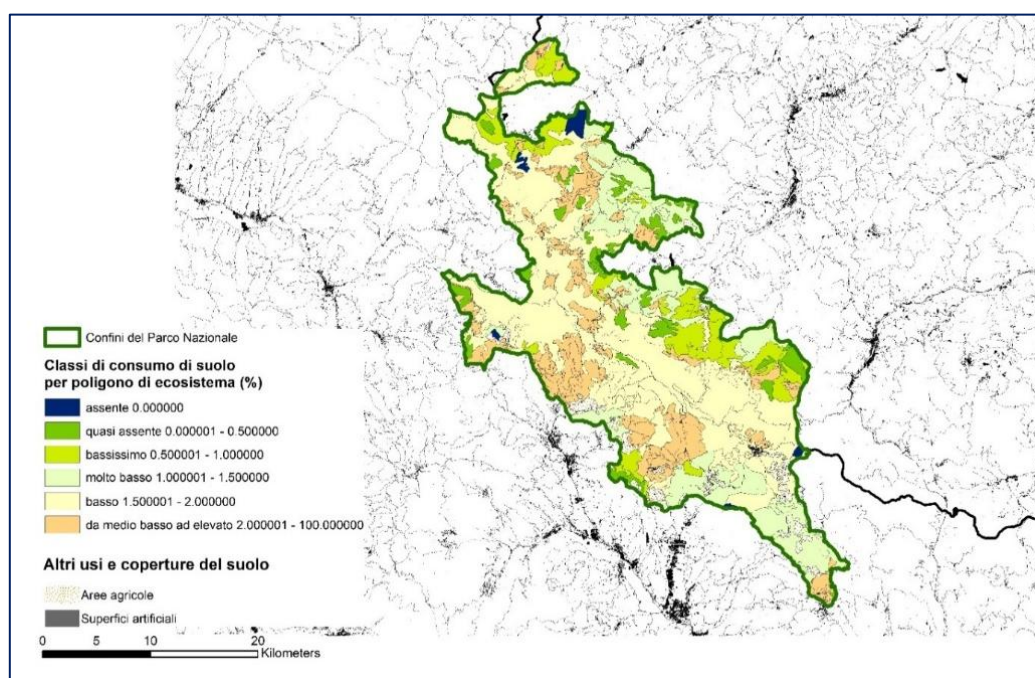 Confini del Parco Nazionale
Classi di consumo di suolo
per poligono di ecosistema (%)
assente 0.000000
quasi assente 0.000001 - 0.500000
bassissimo 0.500001 - 1.000000
molto basso 1.000001 - 1.500000
basso 1.500001 - 2.000000
da medio basso ad elevato 2.000001 - 100.000000
Altri usi e coperture del suolo
Aree agricole
Superfici artificiali
0 5 10 20
Kilometers